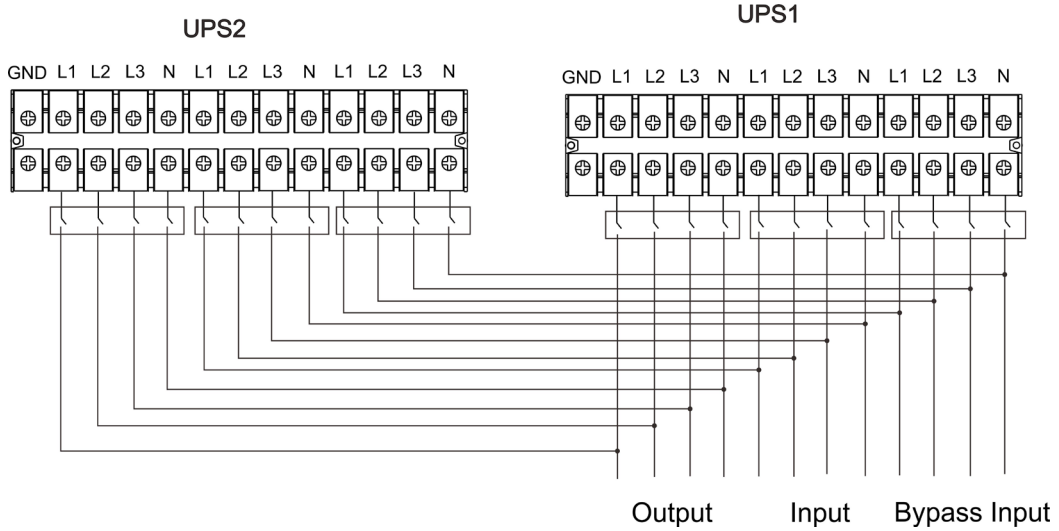 UPS2
UPS1
GND L1 L2 L3 N L1 L2 L3 N L1 L2 L3 N
GND L1 L2 L3 N L1 L2 L3 N L1 L2 L3 N
Output Input Bypass Input